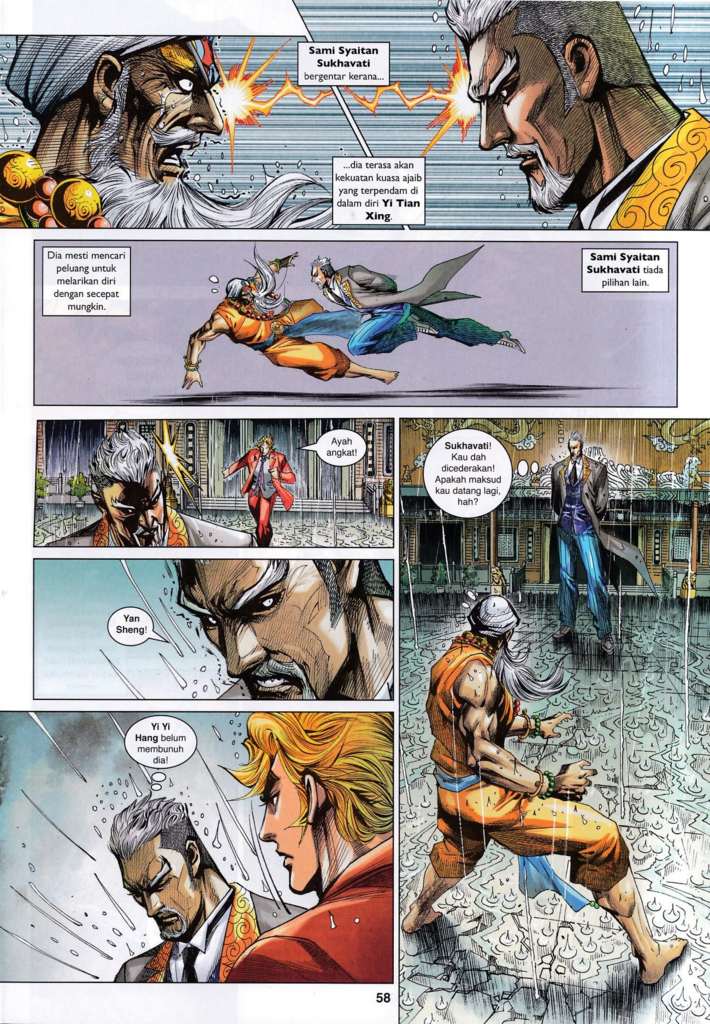 Sami Syaitan
Sukhavati
bergentar kerana...
...dia terasa akan
kekuatan kuasa ajaib
yang terpendam di
dalam diri Yi Tian
Xing.
Dia mesti mencari
peluang untuk
melarikan diri
dengan secepat
mungkin.
Sami Syaitan
Sukhavati tiada
pilihan lain.
Ayah
angkat!
Yan
Sheng!
Yi Yi
Hang belum
membunuh
dia!
Sukhavati!
Kau dah
dicederakan!
Apakah maksud
kau datang lagi,
hah?
58